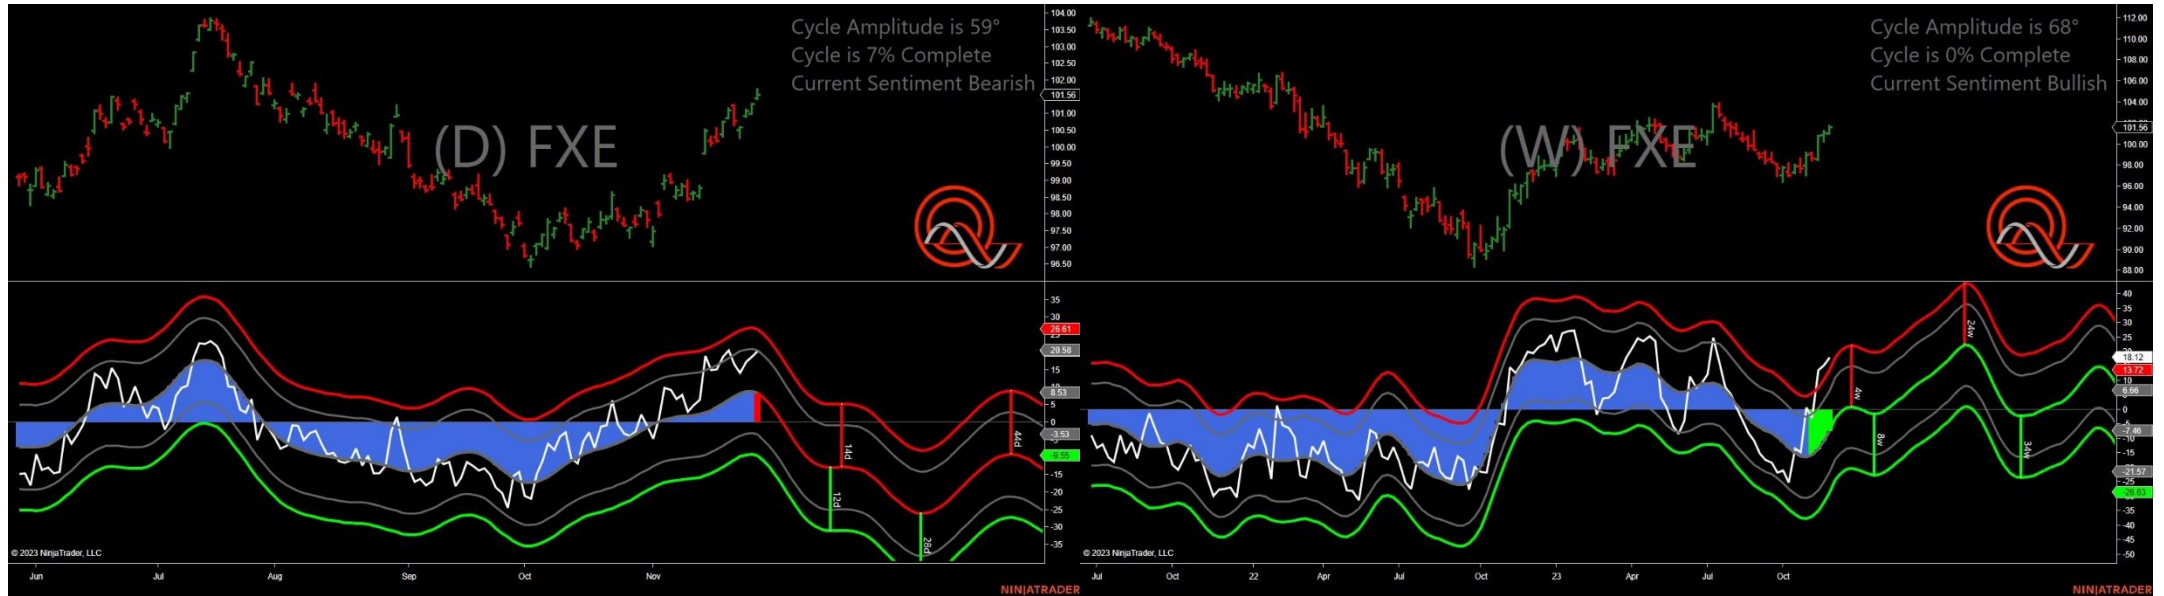 Cycle Amplitude is 59°
Cycle is 7% Complete
Current Sentiment Bearish
(D) FXE
104.00
103.50
103.00
102.50
102.00
101.56
101.00
100.50
100.00
99.50
99.00
98.50
98.00
97.50
97.00
96.50
35
30
26.61
20.58
15
8.53
5
0
-3.53
-9.55
-15
-20
-25
-30
-35
14d
12d
28d
44d
© 2023 NinjaTrader, LLC
Jun Jul Aug Sep Oct Nov
NINJATRADER
Cycle Amplitude is 68°
Cycle is 0% Complete
Current Sentiment Bullish
(W) FXE
112.00
110.00
108.00
106.00
104.00
101.56
100.00
98.00
96.00
94.00
92.00
90.00
88.00
40
35
30
25
18.12
13.72
10
6.66
0
-7.46
-10
-15
-21.57
-25
-28.63
-35
-40
-45
-50
4w
8w
24w
34w
© 2023 NinjaTrader, LLC
Jul Oct 22 Apr Jul Oct 23 Apr Jul Oct
NINJATRADER